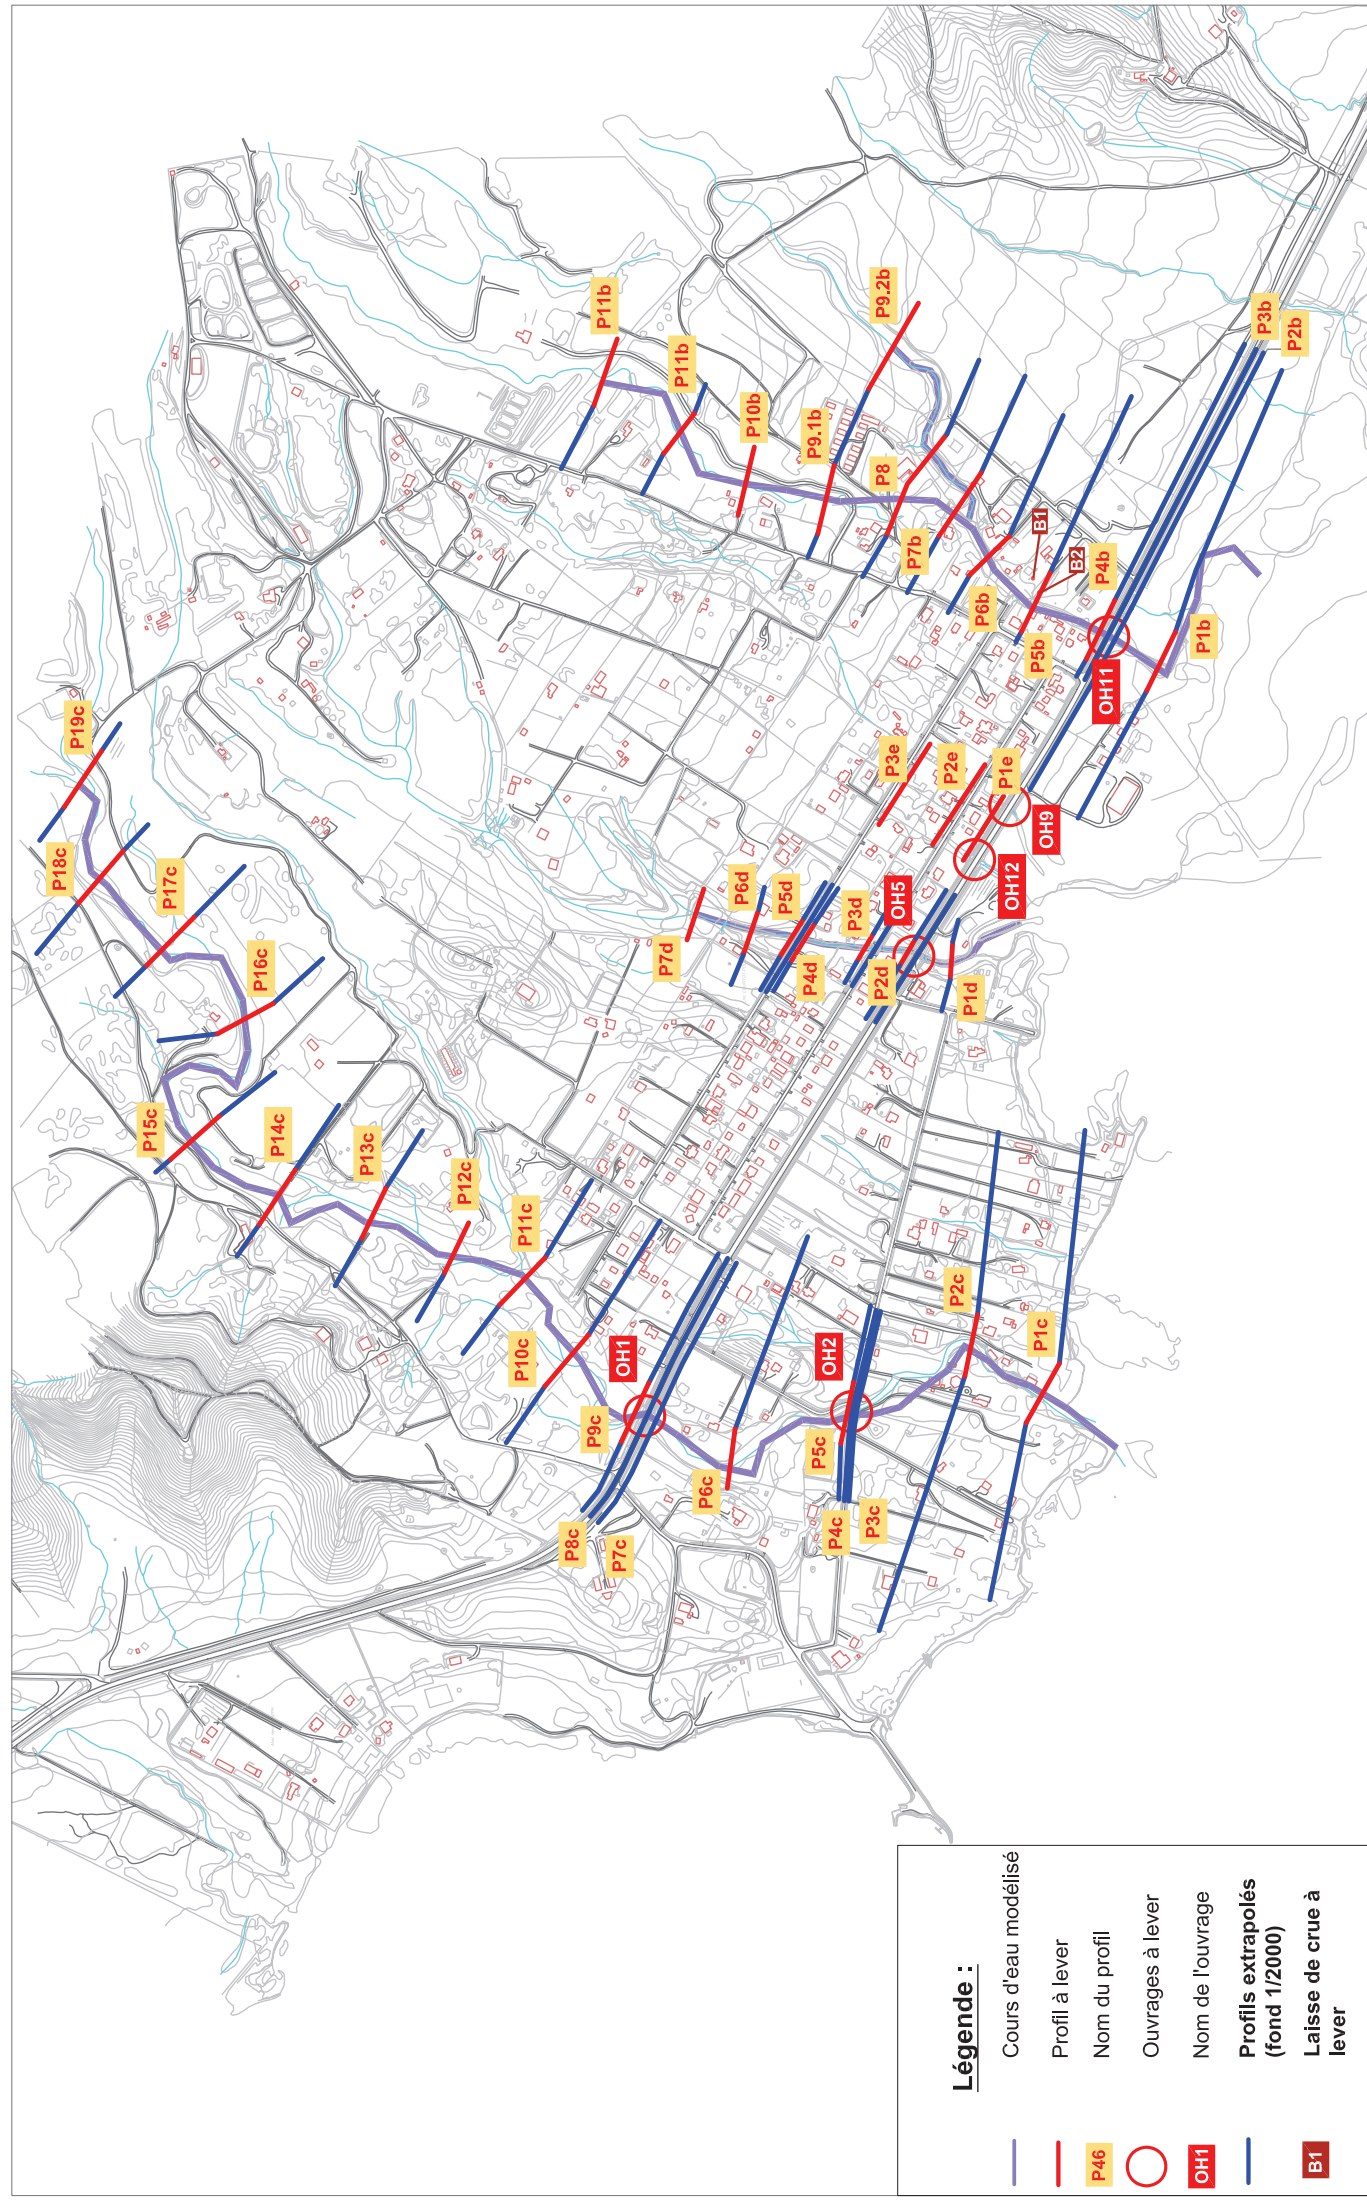 P19c
P18c
P17c
P16c
P15c
P14c
P13c
P12c
P11c
P10c
P9c
P8c
P7c
P6c
P5c
P4c
P3c
P2c
P1c
OH1
OH2
P7d
P6d
P5d
P4d
P3d
P2d
P1d
OH5
OH12
OH9
P3e
P2e
P1e
P11b
P11b
P10b
P9.1b
P9.2b
P8
P7b
P6b
P5b
P4b
P3b
P2b
P1b
B1
B2
OH11
Légende :
Cours d'eau modélisé
Profil à lever
P46
Nom du profil
Ouvrages à lever
OH1
Nom de l'ouvrage
Profils extrapolés
(fond 1/2000)
B1
Laisse de crue à
lever